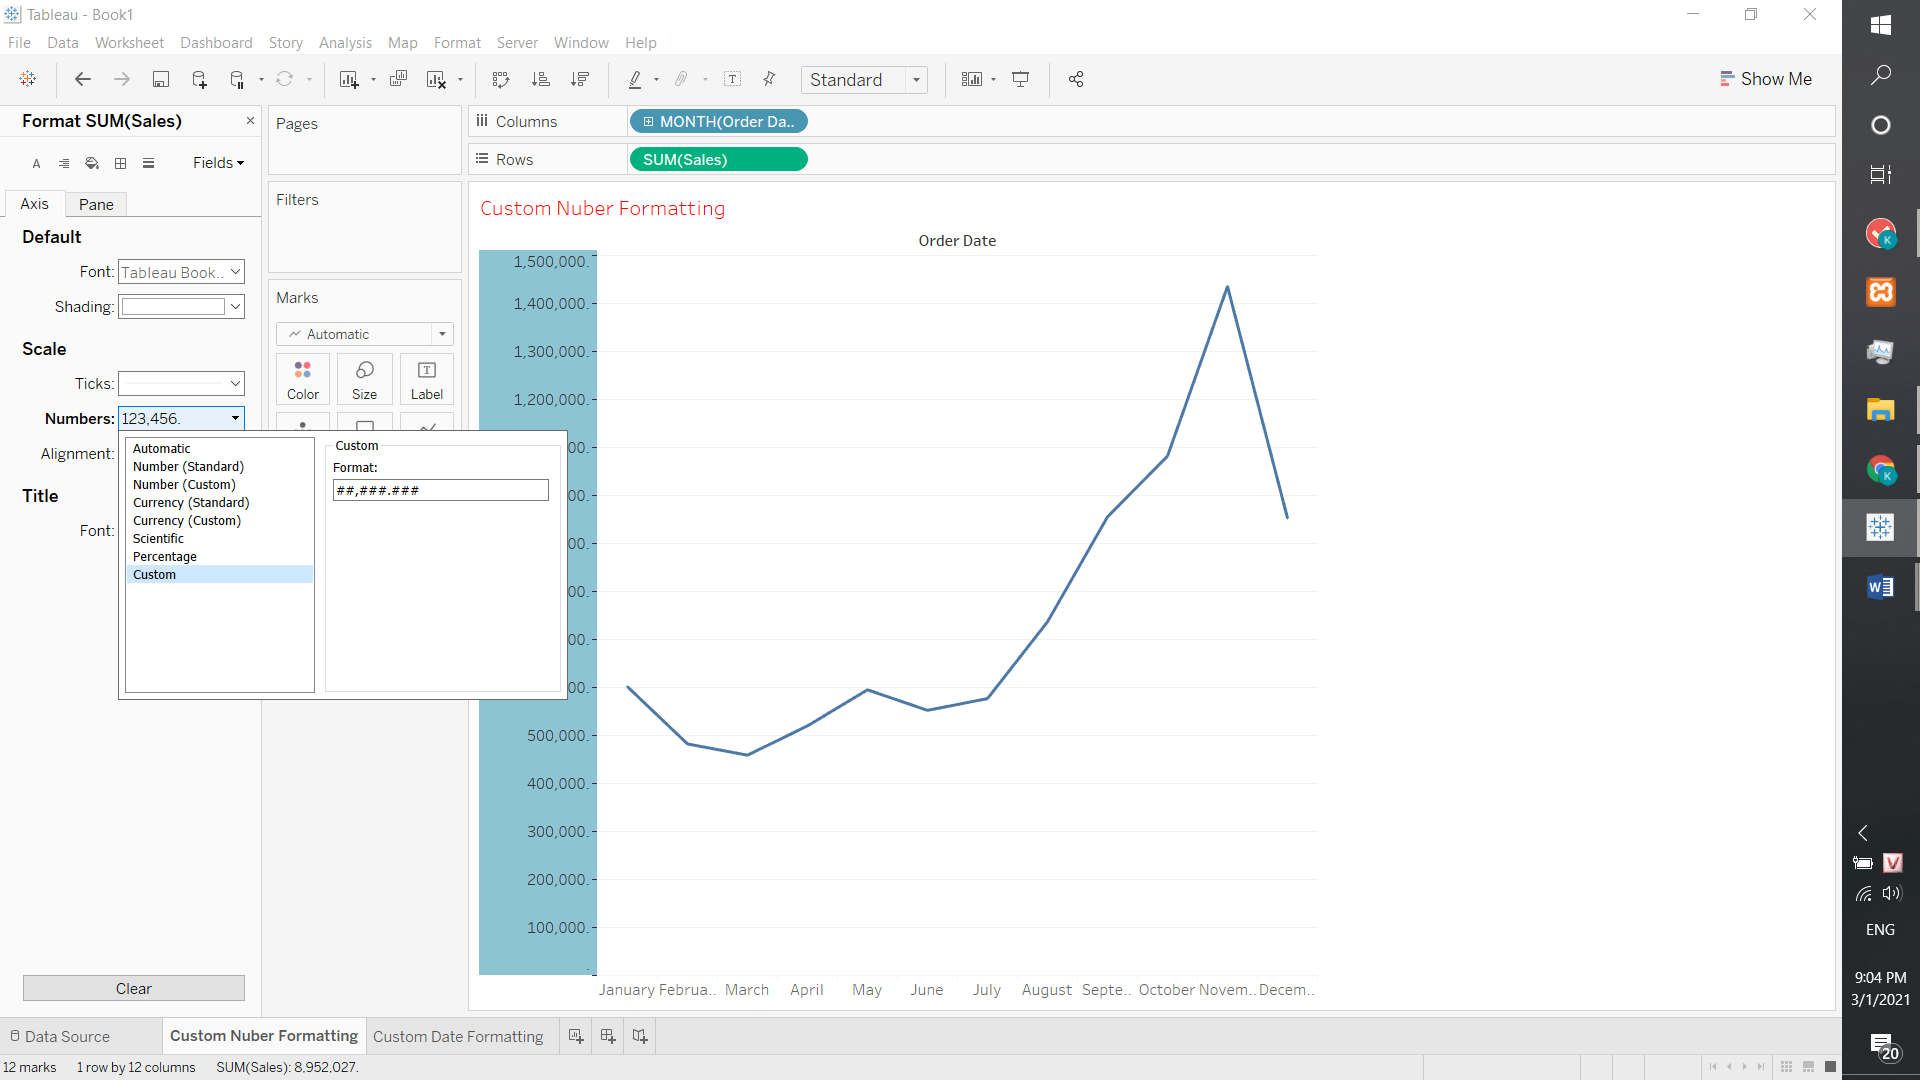 Tableau - Book1
File Data Worksheet Dashboard Story Analysis Map Format Server Window Help
Standard
Show Me
Format SUM(Sales)
Fields
Axis
Pane
Default
Font: Tableau Book..
Shading:
Scale
Ticks:
Numbers: 123,456.
Alignment:
Title
Font:
Clear
Automatic
Number (Standard)
Number (Custom)
Currency (Standard)
Currency (Custom)
Scientific
Percentage
Custom
Custom
Format:
##,###.###
Pages
Filters
Marks
Automatic
Color
Size
Label
Columns
MONTH(Order Da..
Rows
SUM(Sales)
Custom Nuber Formatting
Order Date
1,500,000.
1,400,000.
1,300,000.
1,200,000.
00.
00.
00.
00.
00.
00.
500,000.
400,000.
300,000.
200,000.
100,000.
.
January Februa.. March April May June July August Septe.. October Novem.. Decem..
Data Source
Custom Nuber Formatting
Custom Date Formatting
12 marks
1 row by 12 columns
SUM(Sales): 8,952,027.
ENG
9:04 PM
3/1/2021
20